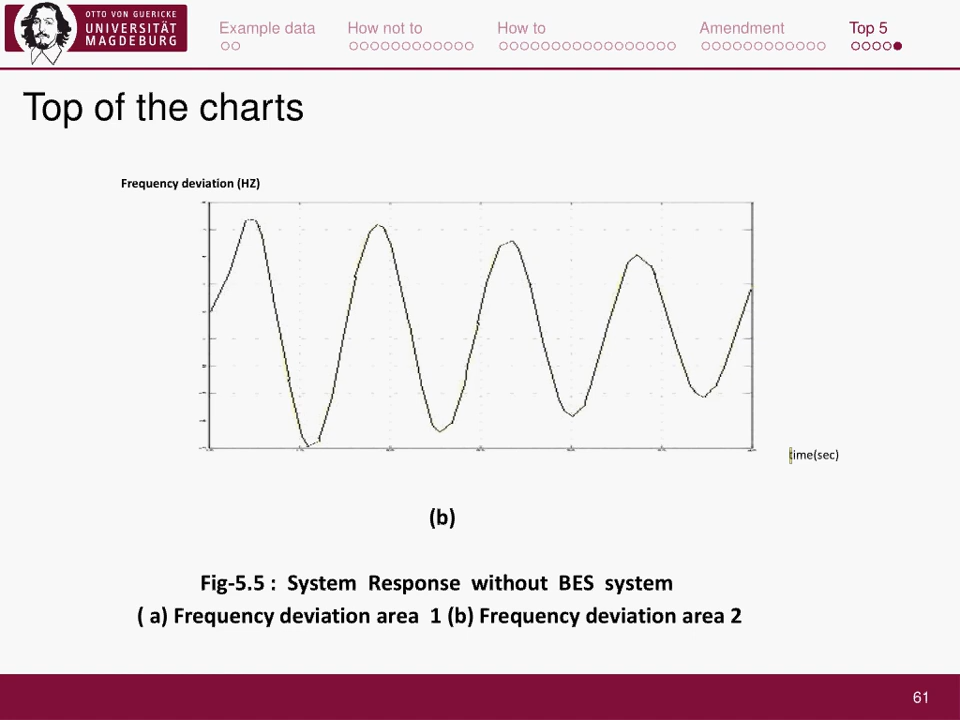 OTTO VON GUERICKE
UNIVERSITÄT
MAGDEBURG
Example data
How not to
How to
Amendment
Top 5
Top of the charts
Frequency deviation (HZ)
time(sec)
(b)
Fig-5.5 : System Response without BES system
( a) Frequency deviation area 1 (b) Frequency deviation area 2
61